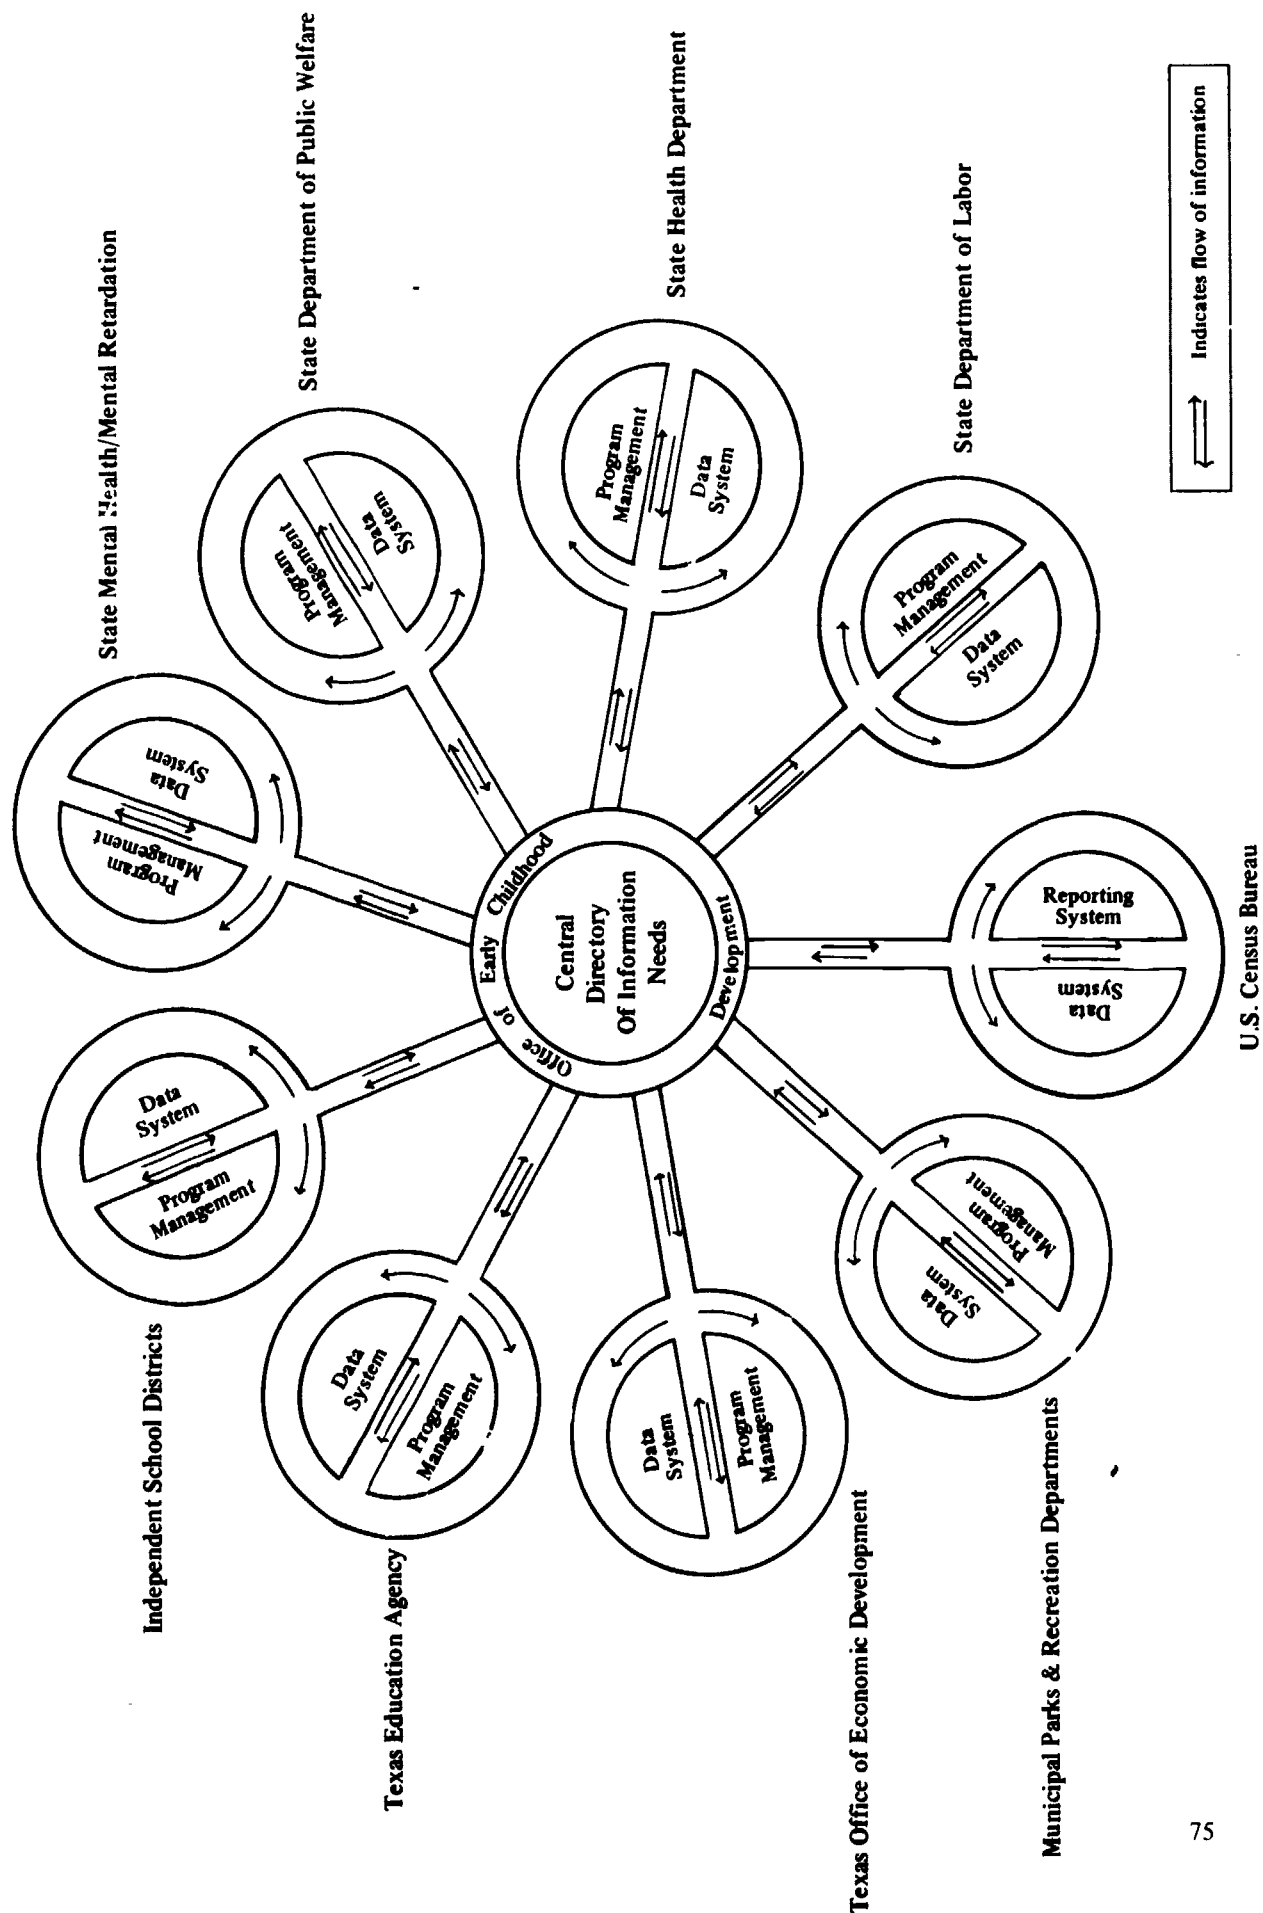 Independent School Districts
Data
System
Program
Management
State Mental Health/Mental Retardation
Data
System
Program
Management
Texas Education Agency
Data
System
Program
Management
State Department of Public Welfare
Program
Management
Data
System
Office of Early Childhood
Development
Central
Directory
Of Information
Needs
Texas Office of Economic Development
Data
System
Program
Management
State Health Department
Program
Management
Data
System
Municipal Parks & Recreation Departments
Data
System
Program
Management
State Department of Labor
Program
Management
Data
System
U.S. Census Bureau
Reporting
System
Data
System
Indicates flow of information
75